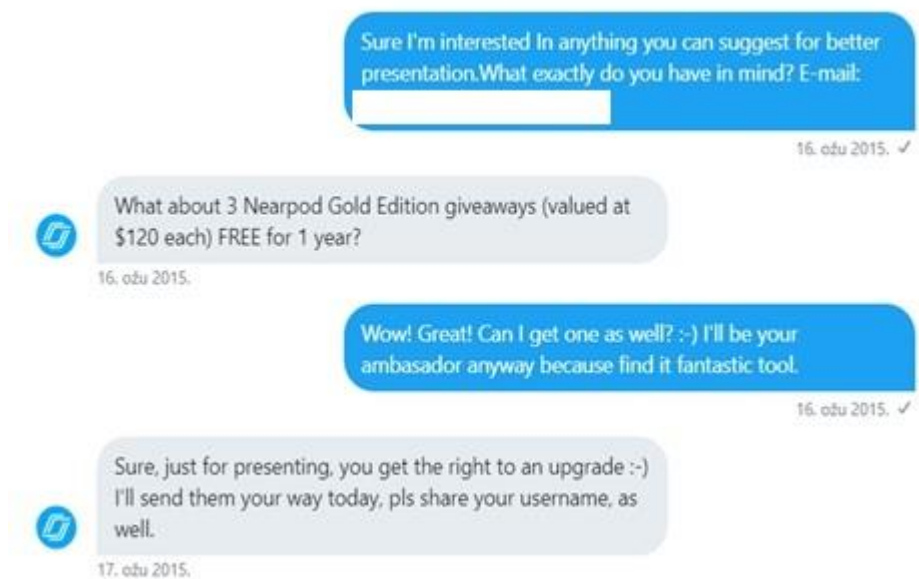 Sure I'm interested In anything you can suggest for better
presentation.What exactly do you have in mind? E-mail:
16. ožu 2015. ✓
What about 3 Nearpod Gold Edition giveaways (valued at
$120 each) FREE for 1 year?
16. ožu 2015.
Wow! Great! Can I get one as well? :-) I'll be your
ambasador anyway because find it fantastic tool.
16. ožu 2015. ✓
Sure, just for presenting, you get the right to an upgrade :-)
I'll send them your way today, pls share your username, as
well.
17. ožu 2015.